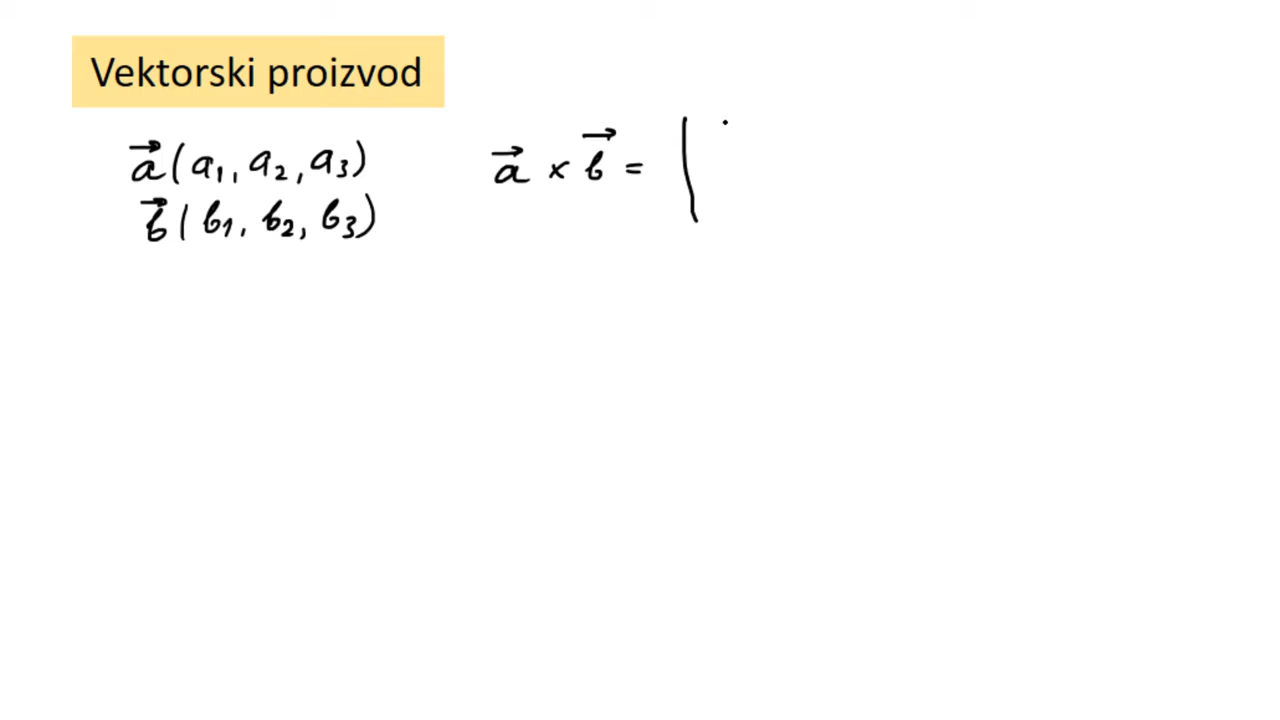 Vektorski proizvod
a⃗ (a₁, a₂, a₃)
b⃗ (b₁, b₂, b₃)
a⃗ × b⃗ = |